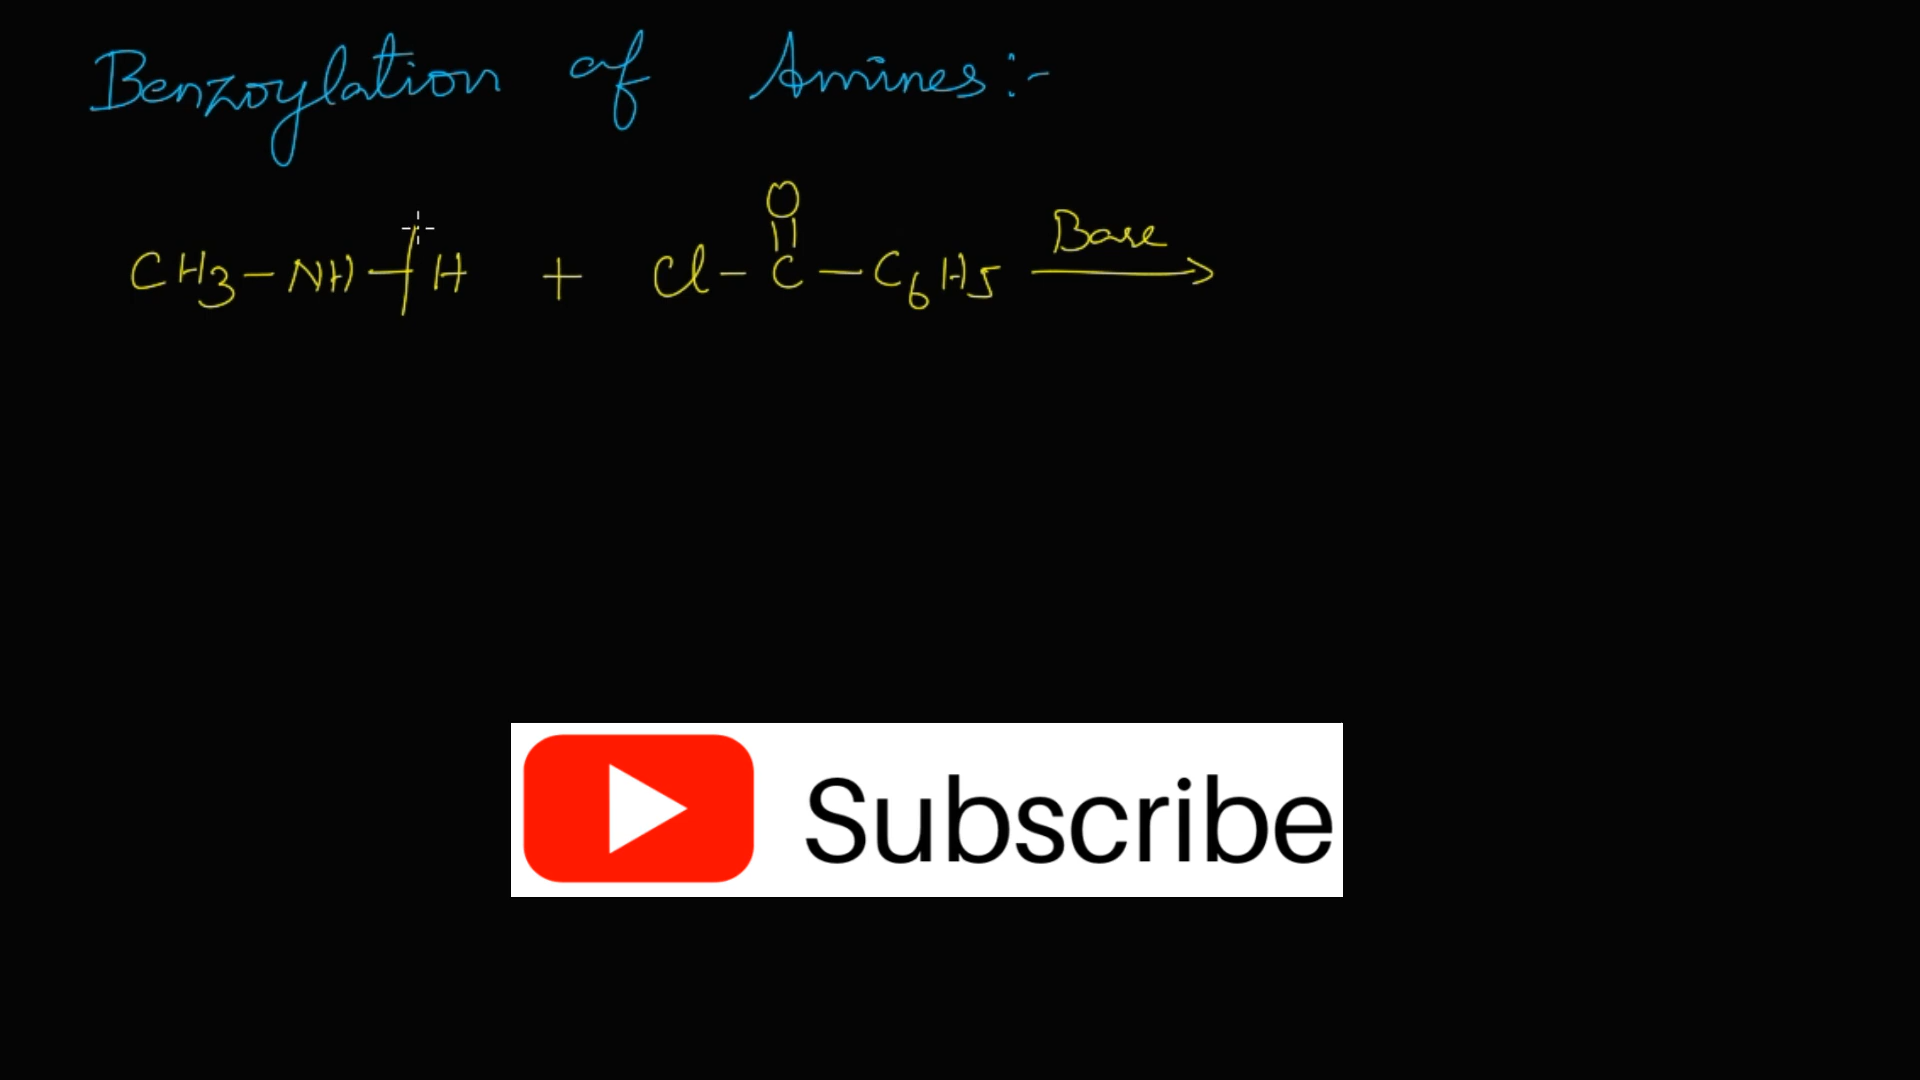 Benzoylation of Amines:-
O
||
CH3-NH-H + Cl-C-C6H5 Base
Subscribe